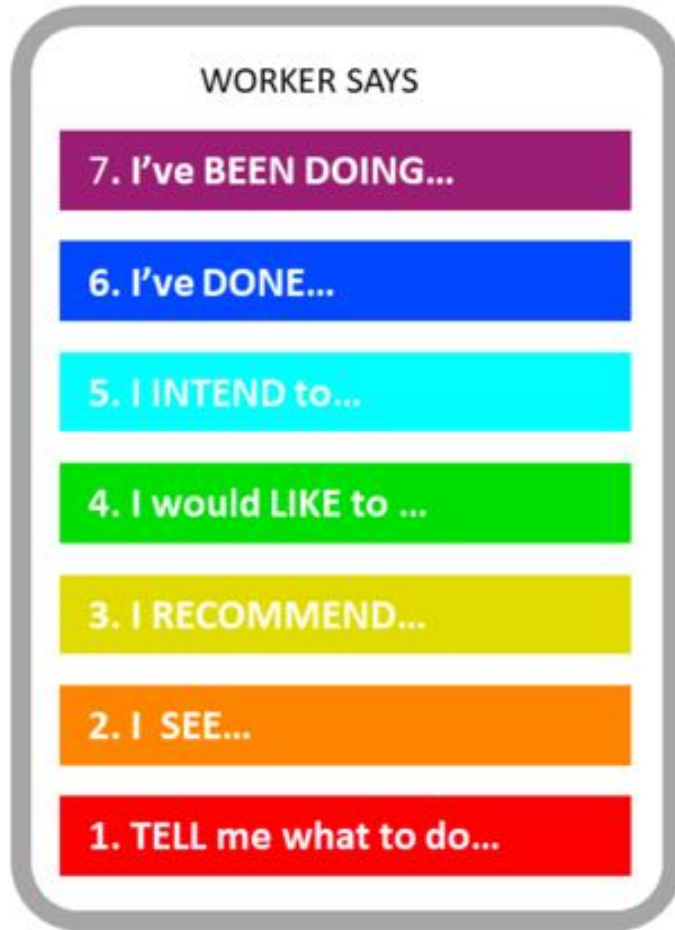 WORKER SAYS
7. I’ve BEEN DOING…
6. I’ve DONE…
5. I INTEND to…
4. I would LIKE to …
3. I RECOMMEND…
2. I SEE…
1. TELL me what to do…